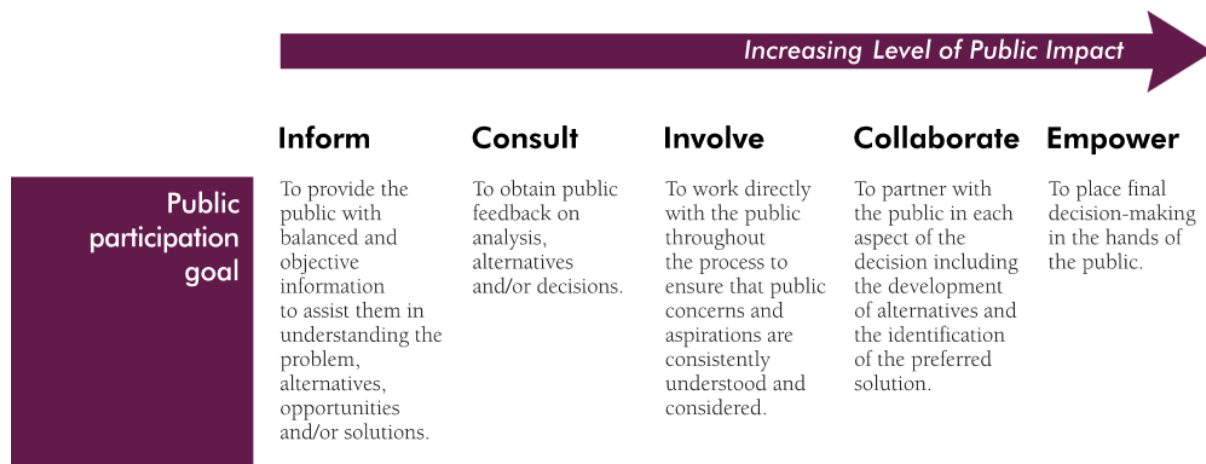 Increasing Level of Public Impact
Inform
Consult
Involve
Collaborate
Empower
Public
participation
goal
To provide the
public with
balanced and
objective
information
to assist them in
understanding the
problem,
alternatives,
opportunities
and/or solutions.
To obtain public
feedback on
analysis,
alternatives
and/or decisions.
To work directly
with the public
throughout
the process to
ensure that public
concerns and
aspirations are
consistently
understood and
considered.
To partner with
the public in each
aspect of the
decision including
the development
of alternatives and
the identification
of the preferred
solution.
To place final
decision-making
in the hands of
the public.